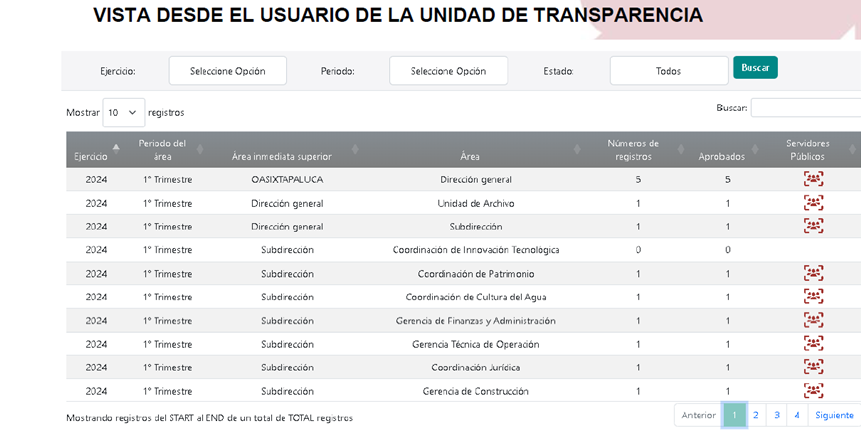 VISTA DESDE EL USUARIO DE LA UNIDAD DE TRANSPARENCIA
Ejercicio: Seleccione Opción Periodo: Seleccione Opción Estado: Todos Buscar
Mostrar 10 registros Buscar:
Ejercicio Periodo del área Área inmediata superior Área Números de registros Aprobados Servidores Públicos
2024 1° Trimestre OASIXTAPALUCA Dirección general 5 5
2024 1° Trimestre Dirección general Unidad de Archivo 1 1
2024 1° Trimestre Dirección general Subdirección 1 1
2024 1° Trimestre Subdirección Coordinación de Innovación Tecnológica 0 0
2024 1° Trimestre Subdirección Coordinación de Patrimonio 1 1
2024 1° Trimestre Subdirección Coordinación de Cultura del Agua 1 1
2024 1° Trimestre Subdirección Gerencia de Finanzas y Administración 1 1
2024 1° Trimestre Subdirección Gerencia Técnica de Operación 1 1
2024 1° Trimestre Subdirección Coordinación Jurídica 1 1
2024 1° Trimestre Subdirección Gerencia de Construcción 1 1
Mostrando registros del START al END de un total de TOTAL registros Anterior 1 2 3 4 Siguiente